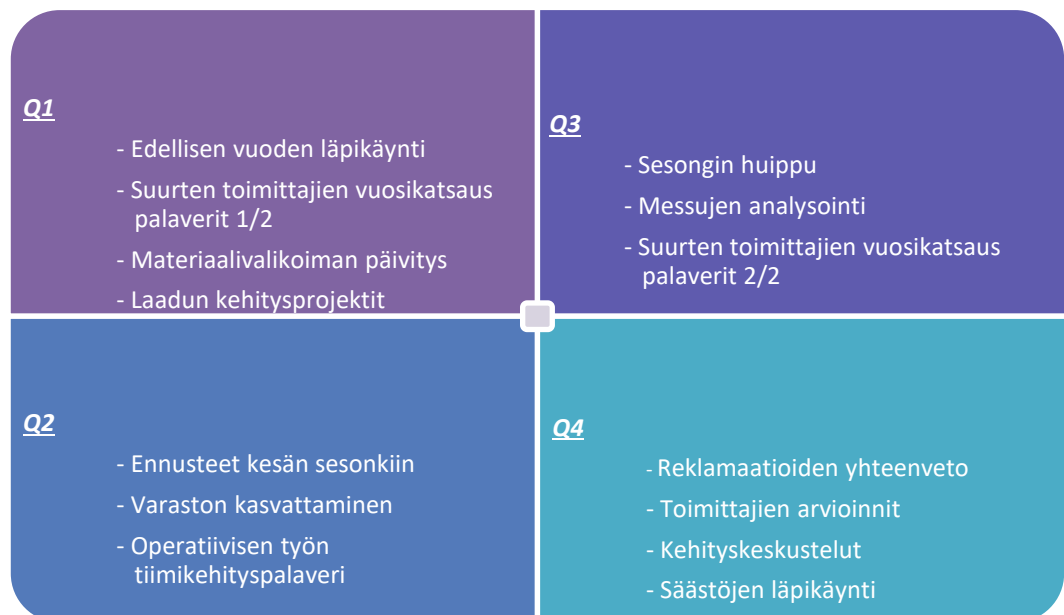 Q1
- Edellisen vuoden läpikäynti
- Suurten toimittajien vuosikatsaus
palaverit 1/2
- Materiaalivalikoiman päivitys
- Laadun kehitysprojektit
Q3
- Sesongin huippu
- Messujen analysointi
- Suurten toimittajien vuosikatsaus
palaverit 2/2
Q2
- Ennusteet kesän sesonkiin
- Varaston kasvattaminen
- Operatiivisen työn
tiimikehityspalaveri
Q4
- Reklamaatioiden yhteenveto
- Toimittajien arvioinnit
- Kehityskeskustelut
- Säästöjen läpikäynti